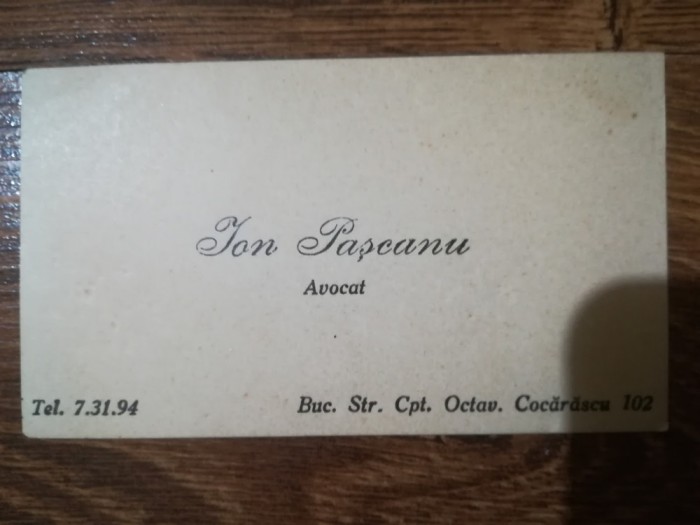 Ion Pașcanu
Avocat
Tel. 7.31.94
Buc. Str. Cpt. Octav. Cocărăscu 102